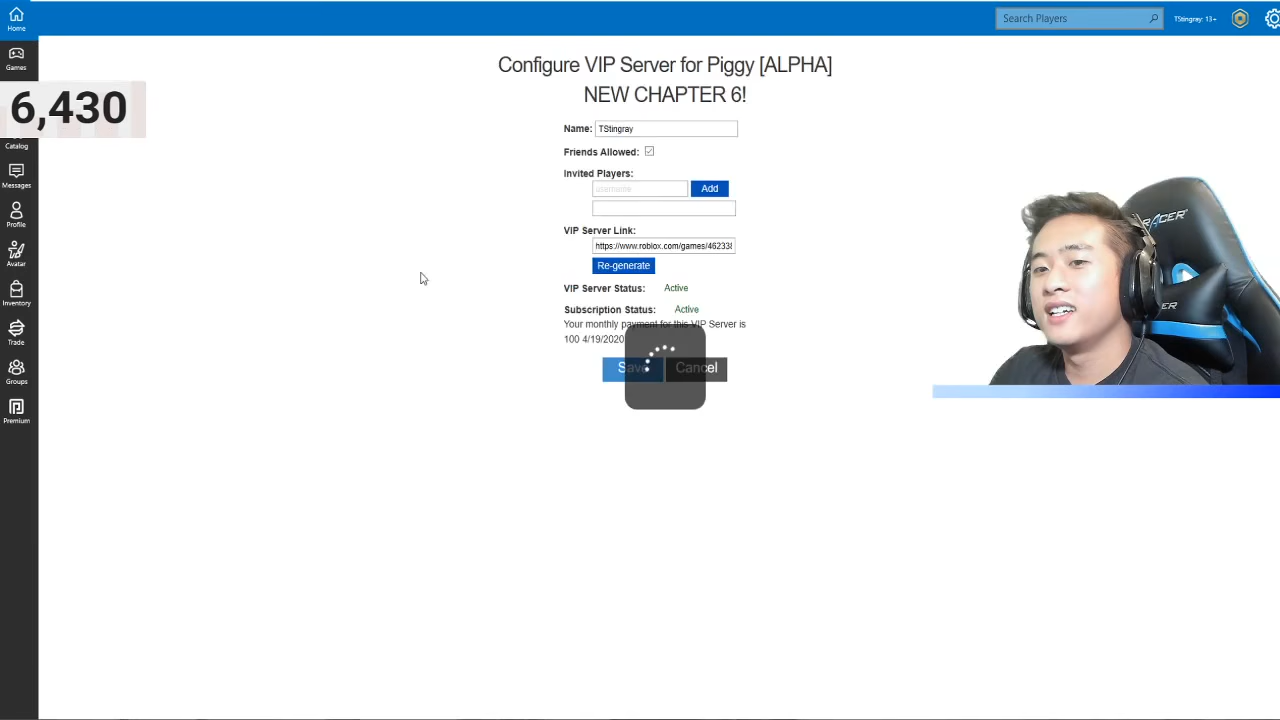 Home
Search Players
TStingray: 13+
Games
6,430
Catalog
Messages
Profile
Avatar
Inventory
Trade
Groups
Premium
Configure VIP Server for Piggy [ALPHA]
NEW CHAPTER 6!
Name: TStingray
Friends Allowed:
Invited Players:
username Add
VIP Server Link:
https://www.roblox.com/games/46233
Re-generate
VIP Server Status: Active
Subscription Status: Active
Your monthly payment for this VIP Server is
100 4/19/2020
Save Cancel
RACER